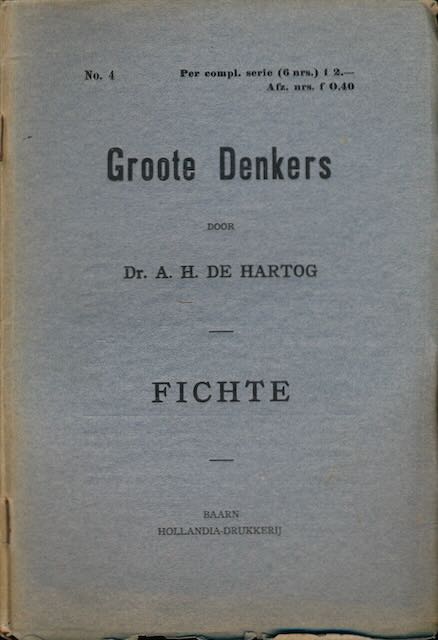 No. 4
Per compl. serie (6 nrs.) f 2.—
Afz. nrs. f 0.40
Groote Denkers
DOOR
Dr. A. H. DE HARTOG
FICHTE
BAARN
HOLLANDIA-DRUKKERIJ